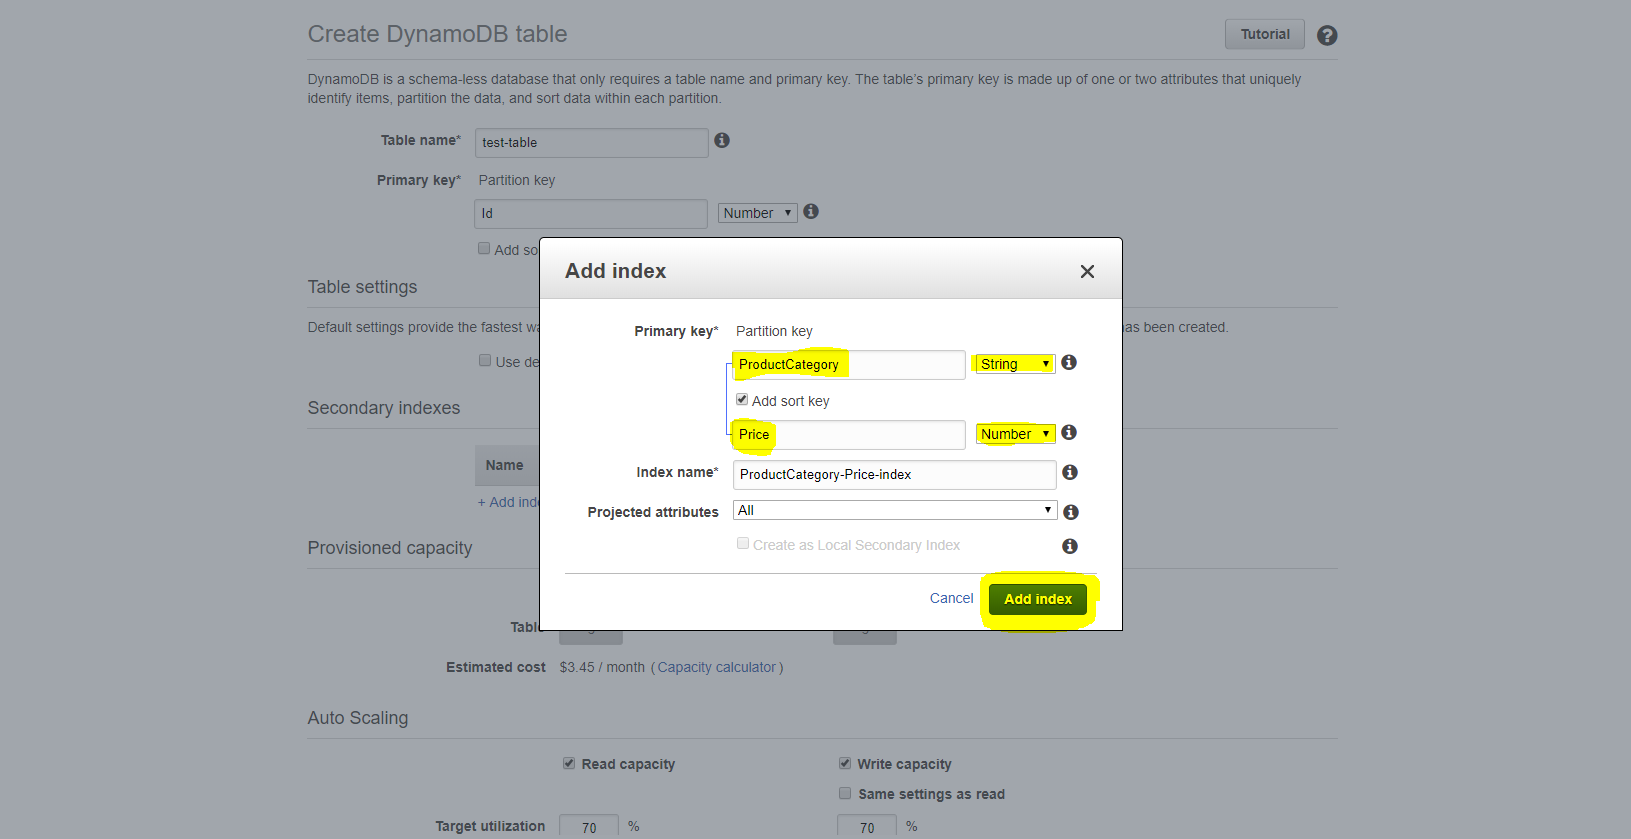 Create DynamoDB table
Tutorial
DynamoDB is a schema-less database that only requires a table name and primary key. The table's primary key is made up of one or two attributes that uniquely
identify items, partition the data, and sort data within each partition.
Table name* test-table
Primary key* Partition key
Id Number
Add so
Table settings
Default settings provide the fastest wa as been created.
Use de
Secondary indexes
Name
+ Add inde
Provisioned capacity
Table
Estimated cost $3.45 / month (Capacity calculator)
Auto Scaling
Read capacity Write capacity
Same settings as read
Target utilization 70 % 70 %
Add index
Primary key* Partition key
ProductCategory String
Add sort key
Price Number
Index name* ProductCategory-Price-index
Projected attributes All
Create as Local Secondary Index
Cancel Add index